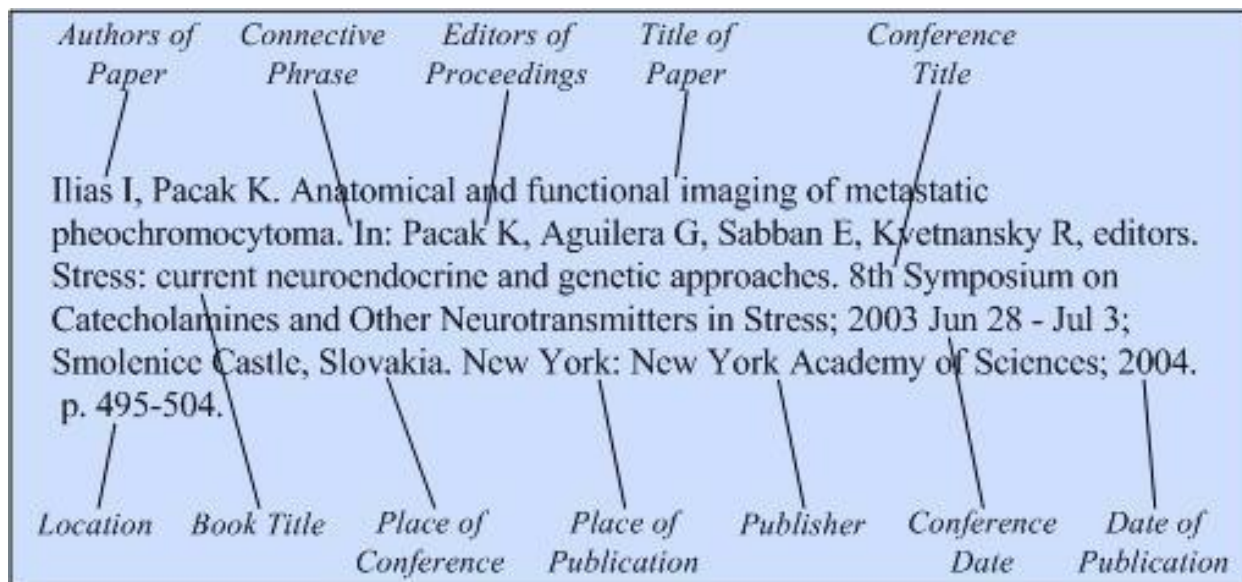 Authors of Connective Editors of Title of Conference
Paper Phrase Proceedings Paper Title
Ilias I, Pacak K. Anatomical and functional imaging of metastatic
pheochromocytoma. In: Pacak K, Aguilera G, Sabban E, Kvetnansky R, editors.
Stress: current neuroendocrine and genetic approaches. 8th Symposium on
Catecholamines and Other Neurotransmitters in Stress; 2003 Jun 28 - Jul 3;
Smolenice Castle, Slovakia. New York: New York Academy of Sciences; 2004.
p. 495-504.
Location Book Title Place of Place of Publisher Conference Date of
Conference Publication Date Publication